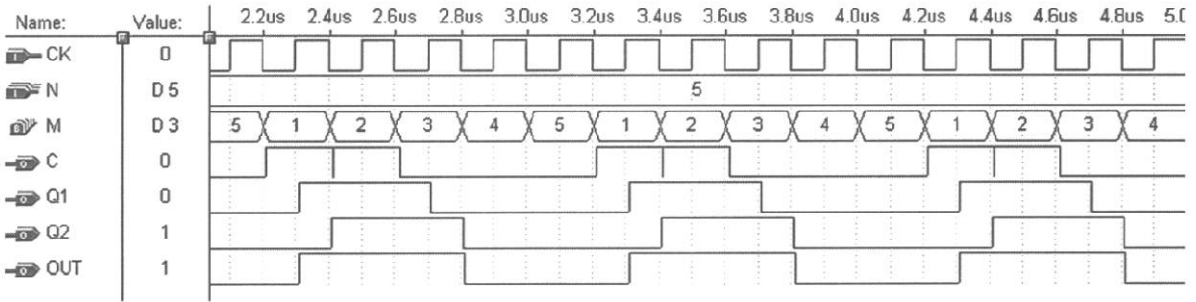 Name: Value: 2.2us 2.4us 2.6us 2.8us 3.0us 3.2us 3.4us 3.6us 3.8us 4.0us 4.2us 4.4us 4.6us 4.8us 5.0
CK 0
N D 5 5
M D 3 5 1 2 3 4 5 1 2 3 4 5 1 2 3 4
C 0
Q1 0
Q2 1
OUT 1